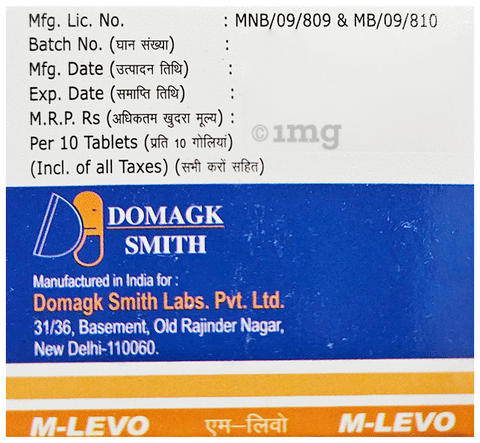 Mfg. Lic. No. : MNB/09/809 & MB/09/810
Batch No. (घान संख्या) :
Mfg. Date (उत्पादन तिथि) :
Exp. Date (समाप्ति तिथि) :
M.R.P. Rs (अधिकतम खुदरा मूल्य) :
Per 10 Tablets (प्रति 10 गोलियां)
(Incl. of all Taxes) (सभी करों सहित)
©1mg
DOMAGK
SMITH
Manufactured in India for :
Domagk Smith Labs. Pvt. Ltd.
31/36, Basement, Old Rajinder Nagar,
New Delhi-110060.
M-LEVO एम-लिवो M-LEVO